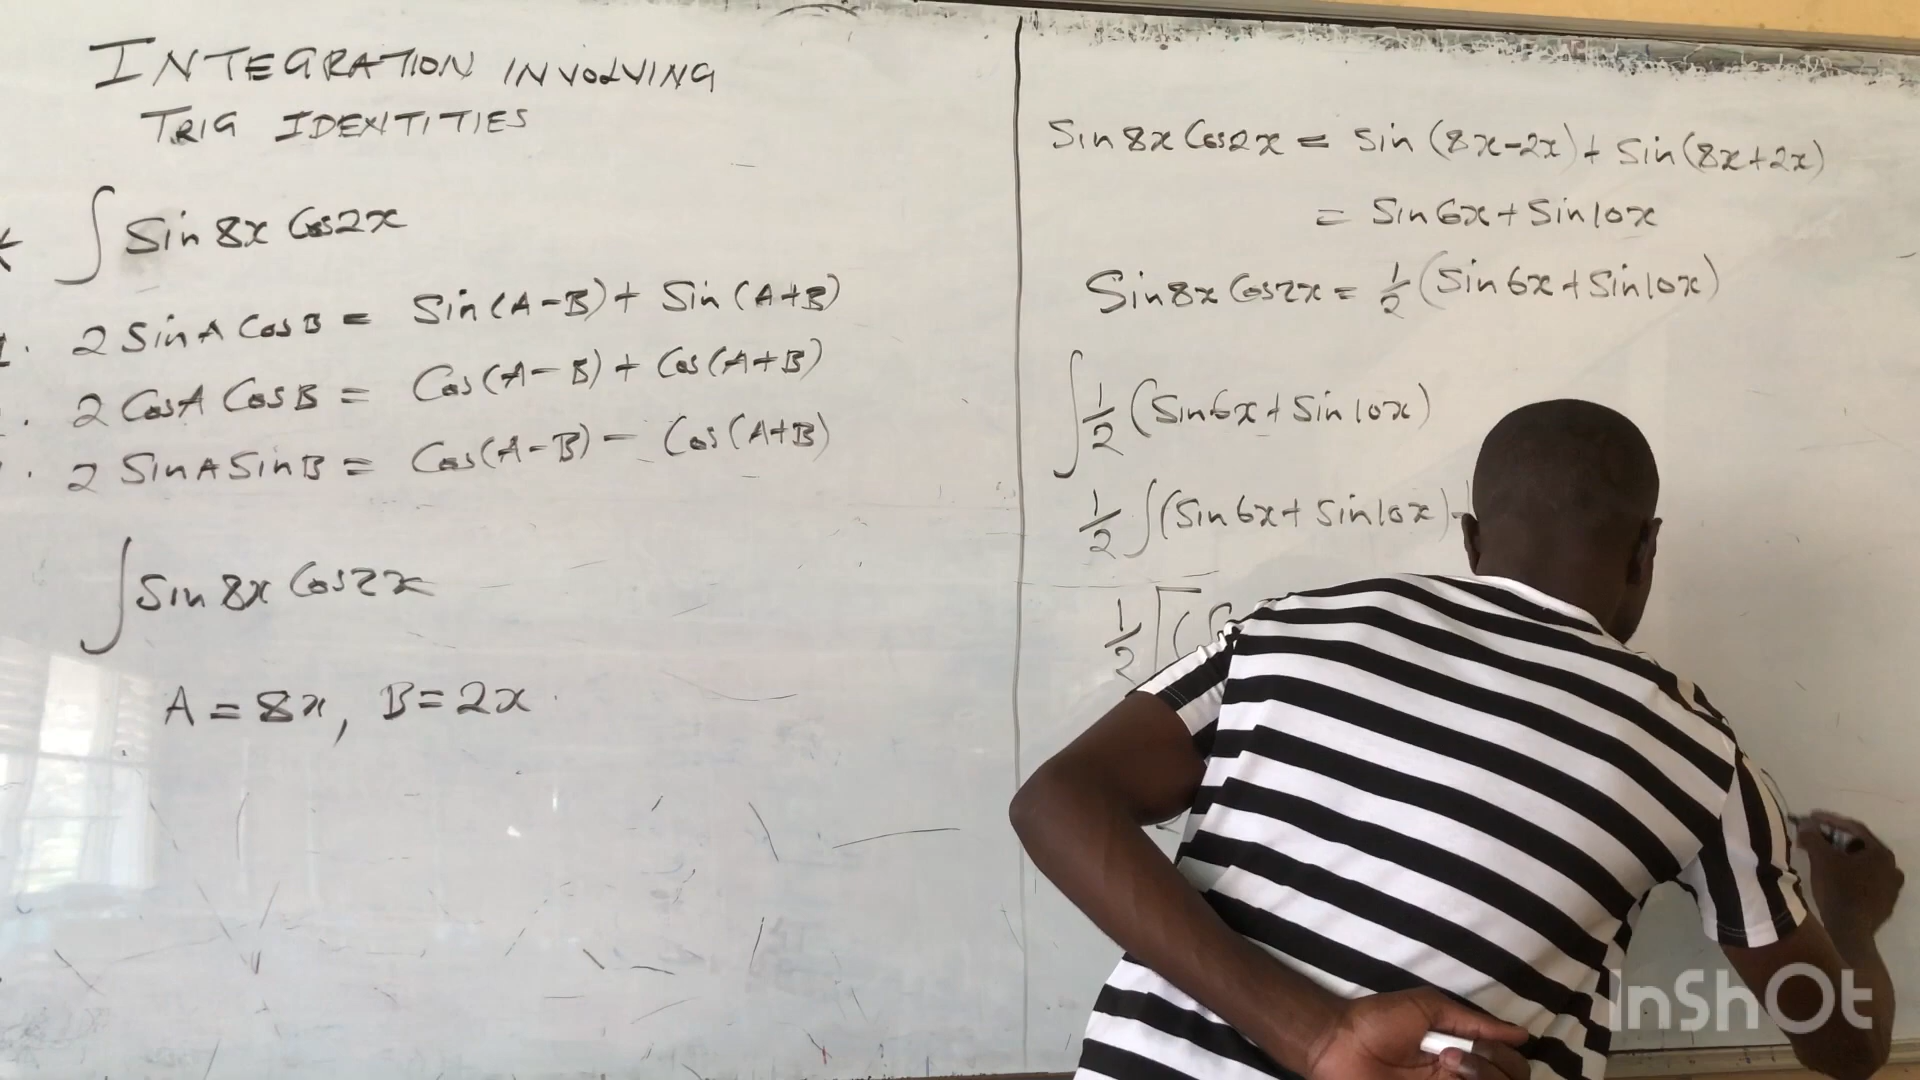 INTEGRATION INVOLVING
TRIG IDENTITIES
∫ Sin 8x Cos2x
2 SinA CosB = Sin(A-B)+ Sin(A+B)
2 CosA CosB = Cos(A-B)+ Cos(A+B)
2 SinA SinB = Cos(A-B)- Cos(A+B)
∫ Sin 8x Cos2x
A = 8x, B=2x
Sin 8x Cos2x = Sin (8x-2x)+ Sin(8x+2x)
= Sin6x+Sin10x
Sin8x Cos2x = 1/2 (Sin6x+Sin10x)
∫ 1/2 (Sin6x+Sin10x)
1/2 ∫(Sin6x+ Sin10x)
1/2
InShOt